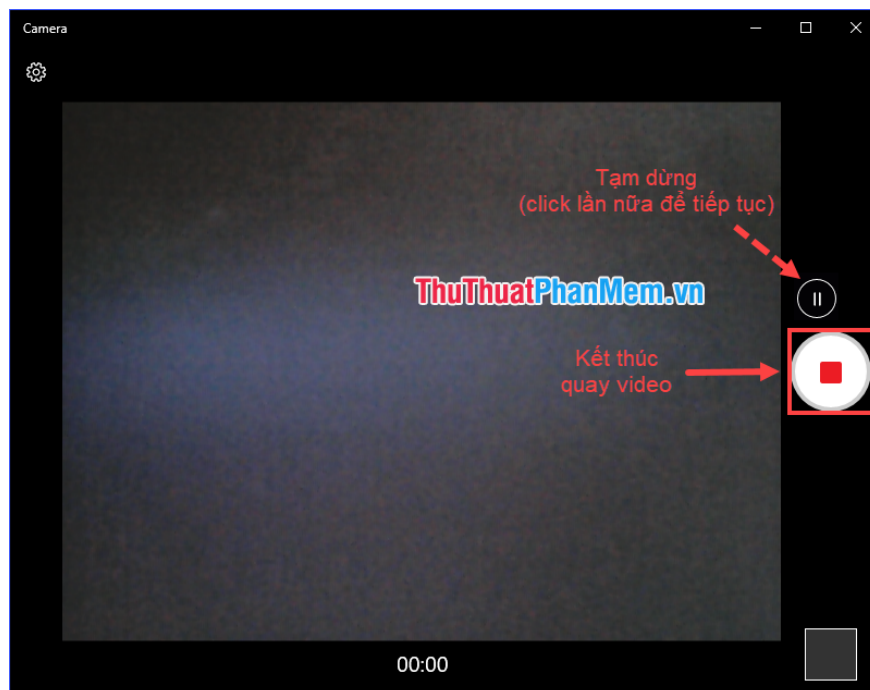 Camera
Tạm dừng
(click lần nữa để tiếp tục)
ThuThuatPhanMem.vn
Kết thúc
quay video
00:00